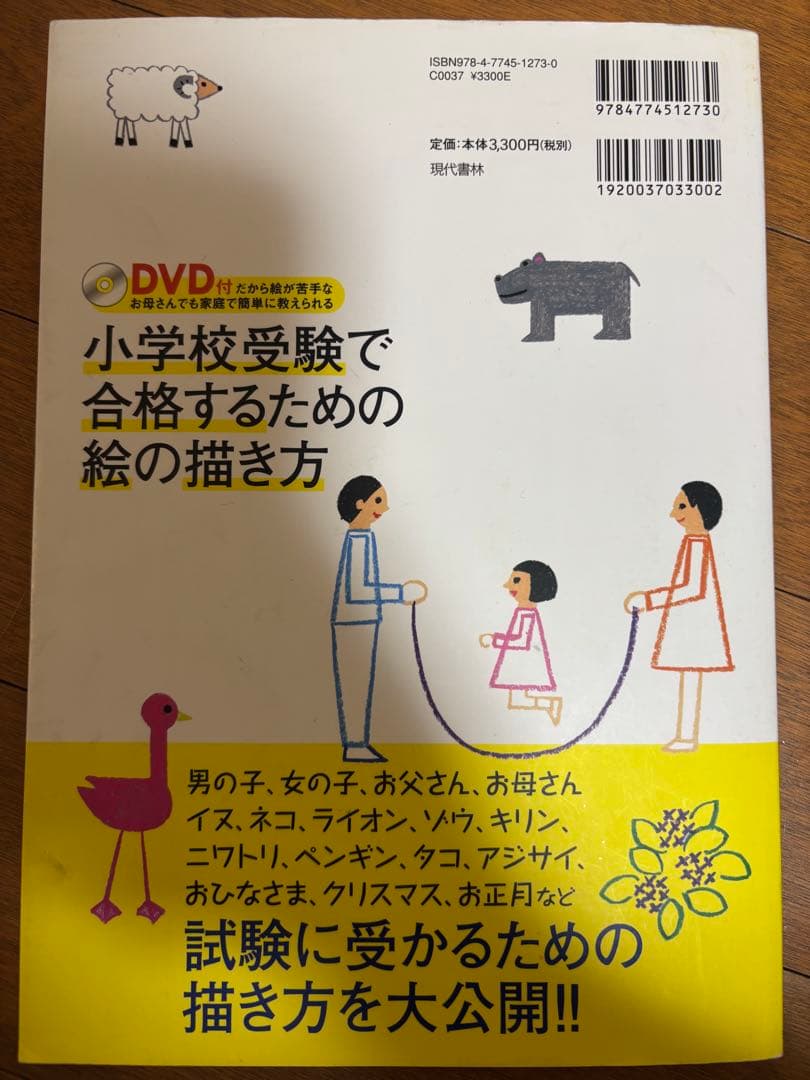 ISBN978-4-7745-1273-0
C0037 ¥3300E
9784774512730
定価：本体3,300円(税別)
現代書林
1920037033002
DVD付だから絵が苦手な
お母さんでも家庭で簡単に教えられる
小学校受験で
合格するための
絵の描き方
男の子、女の子、お父さん、お母さん
イヌ、ネコ、ライオン、ゾウ、キリン、
ニワトリ、ペンギン、タコ、アジサイ、
おひなさま、クリスマス、お正月など
試験に受かるための
描き方を大公開!!